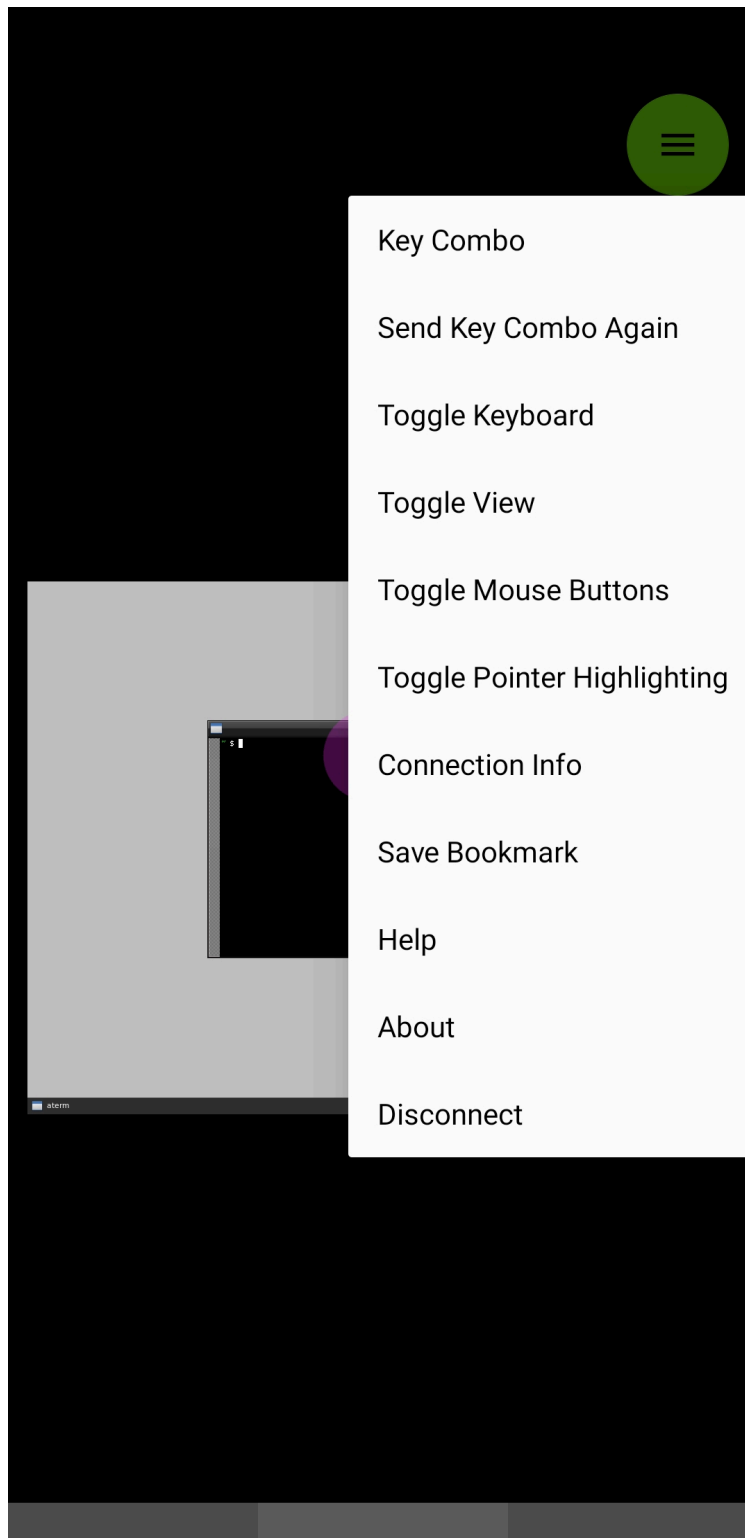 Key Combo
Send Key Combo Again
Toggle Keyboard
Toggle View
Toggle Mouse Buttons
Toggle Pointer Highlighting
~ $
Connection Info
Save Bookmark
Help
About
aterm
Disconnect